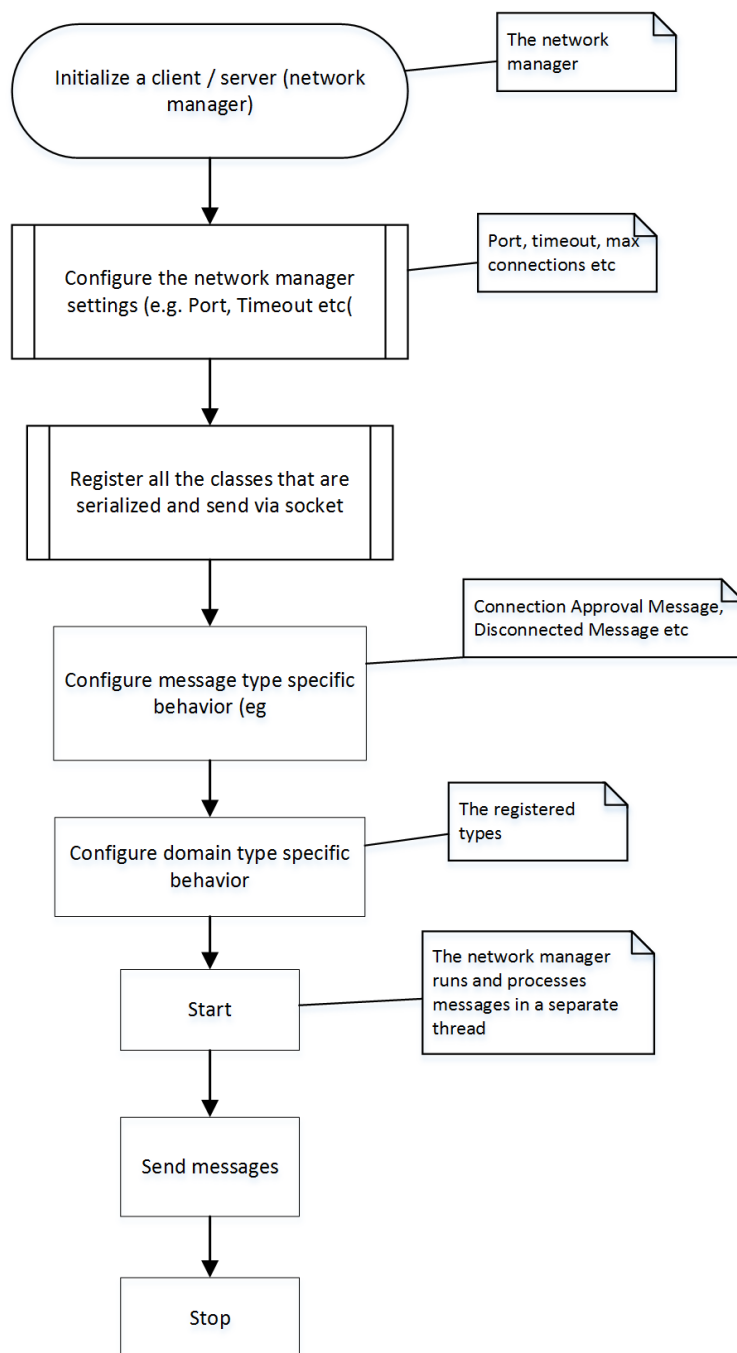 Initialize a client / server (network
manager)
The network
manager
Configure the network manager
settings (e.g. Port, Timeout etc(
Port, timeout, max
connections etc
Register all the classes that are
serialized and send via socket
Connection Approval Message,
Disconnected Message etc
Configure message type specific
behavior (eg
The registered
types
Configure domain type specific
behavior
The network manager
runs and processes
messages in a separate
thread
Start
Send messages
Stop